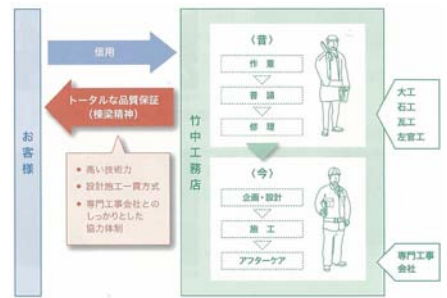 お客様
信用
トータルな品質保証
(棟梁精神)
● 高い技術力
● 設計施工一貫方式
● 専門工事会社との
しっかりとした
協力体制
竹中工務店
〈昔〉
作事
普請
修理
〈今〉
企画・設計
施工
アフターケア
大工
石工
瓦工
左官工
専門工事
会社